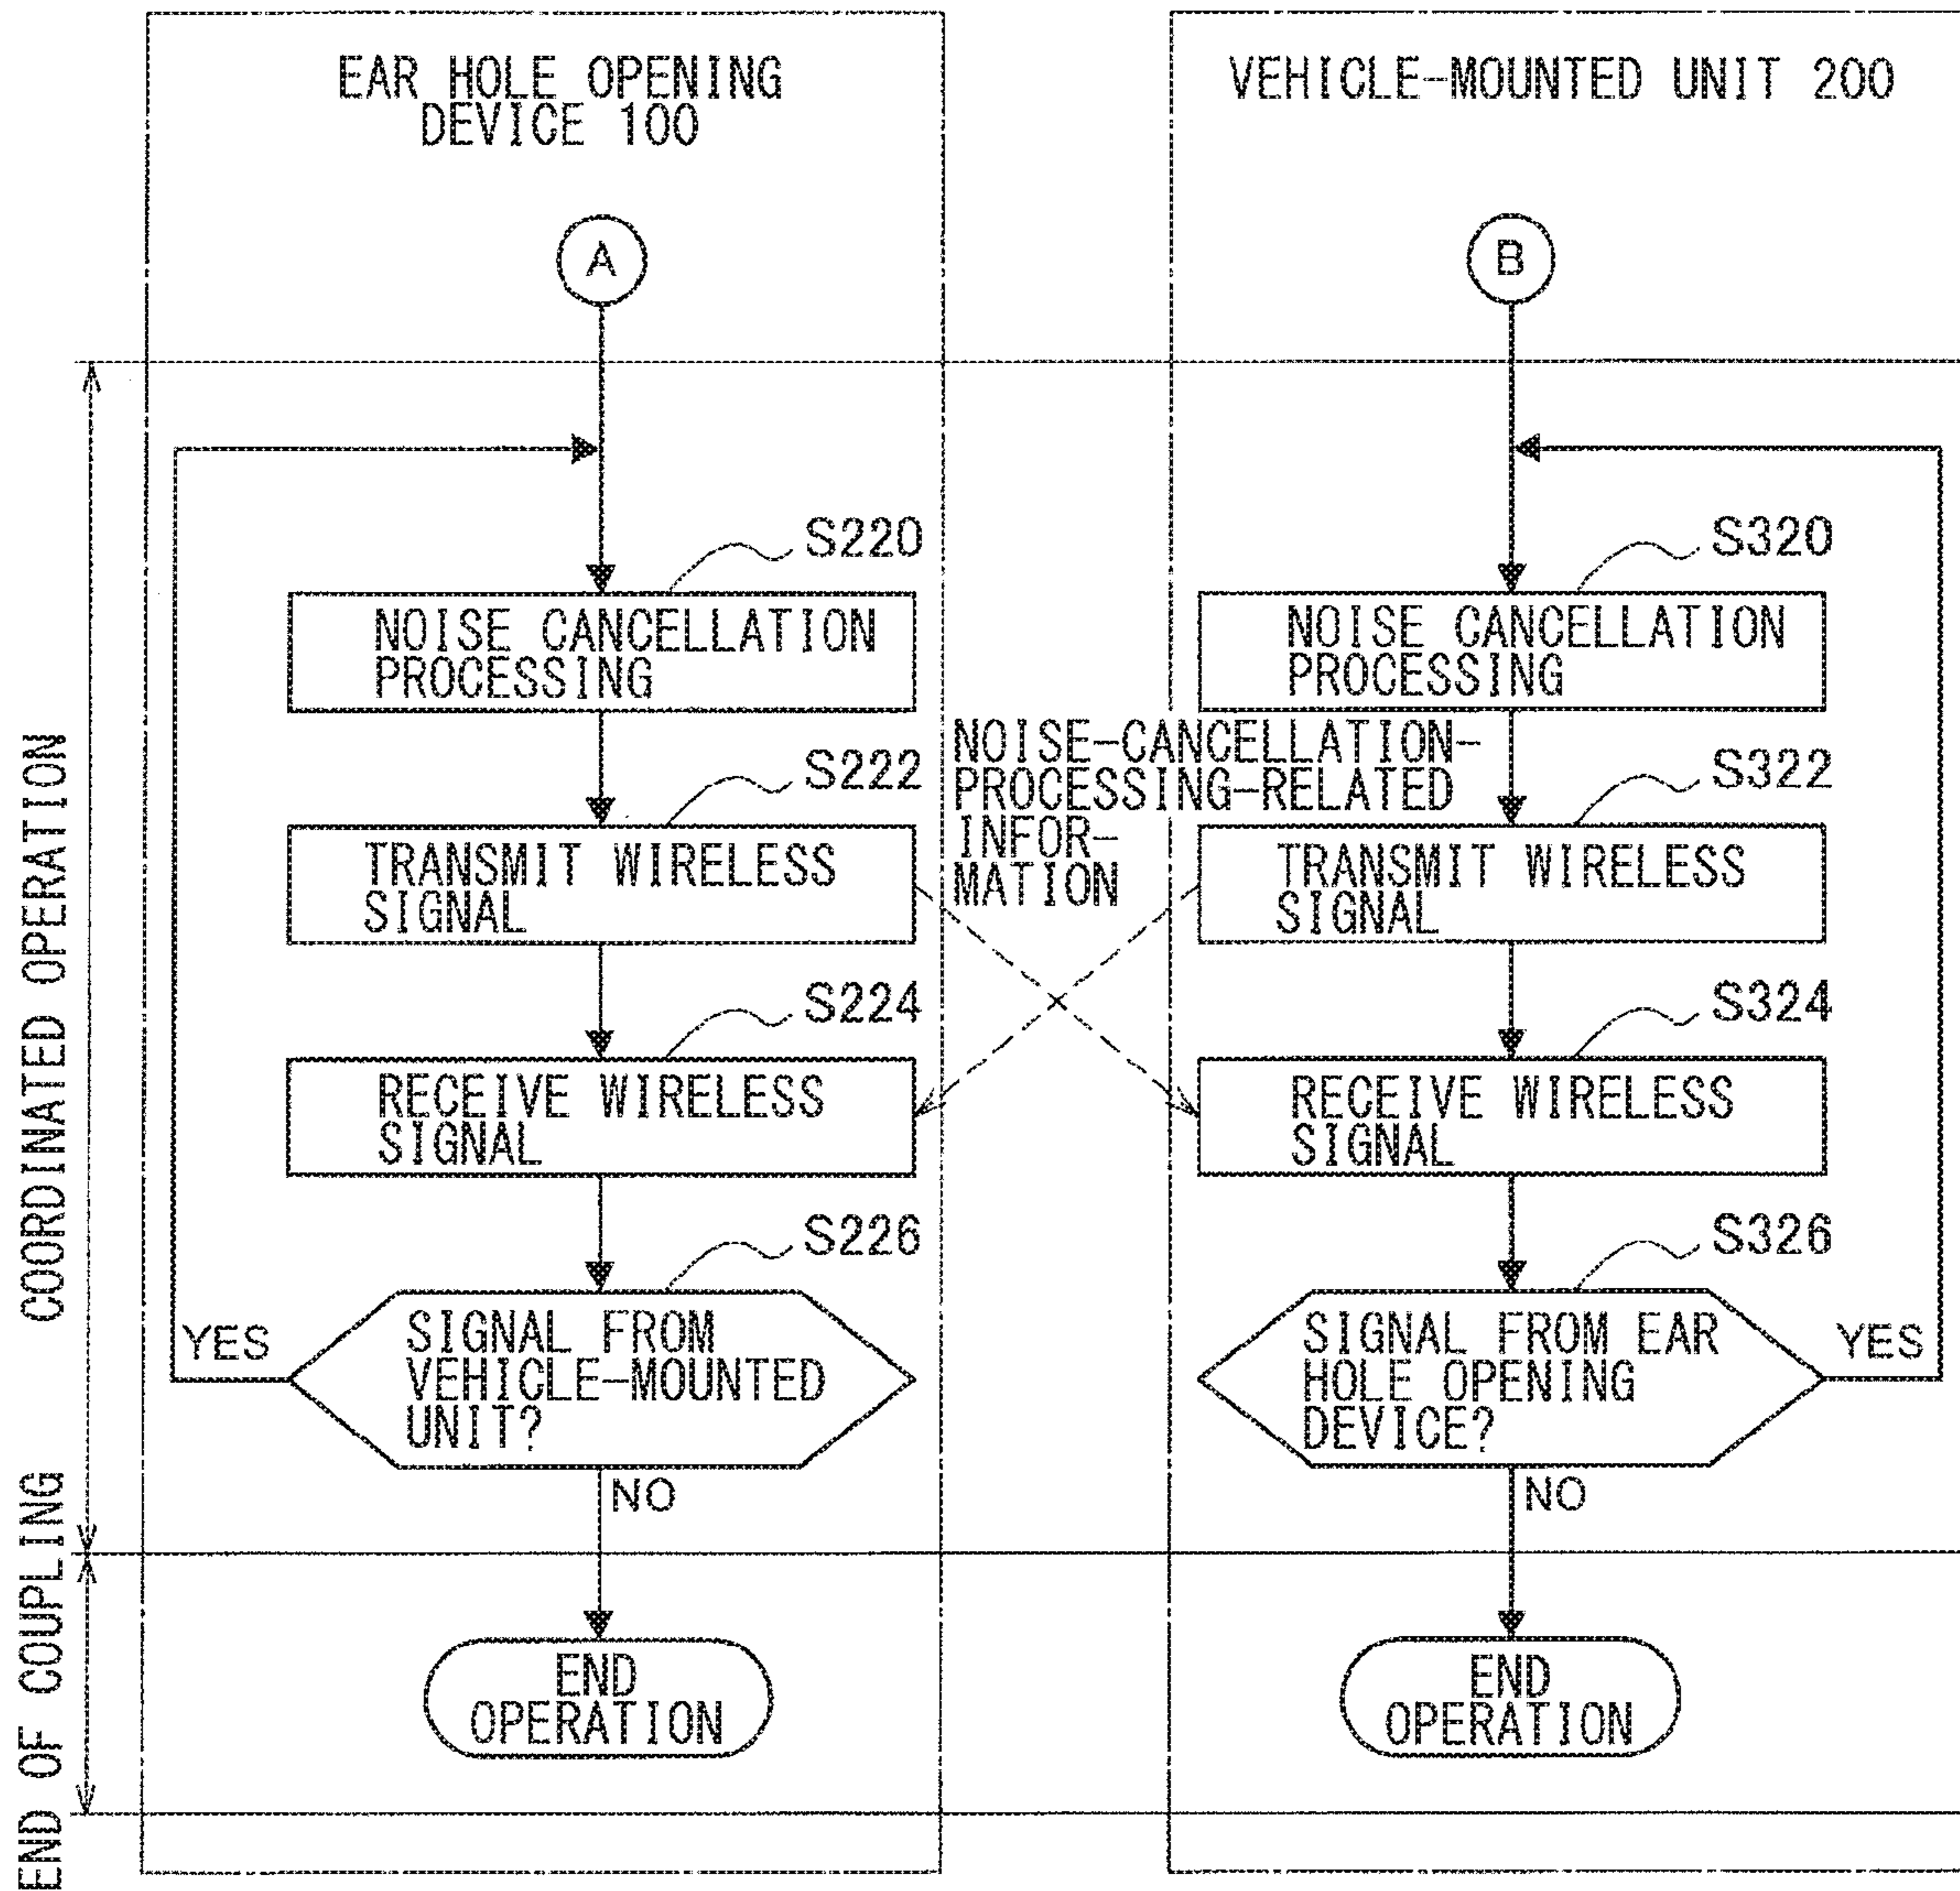 EAR HOLE OPENING
DEVICE 100
VEHICLE-MOUNTED UNIT 200
A
B
COORDINATED OPERATION
S220
NOISE CANCELLATION
PROCESSING
S320
NOISE CANCELLATION
PROCESSING
NOISE-CANCELLATION-
PROCESSING-RELATED
INFOR-
MATION
S222
TRANSMIT WIRELESS
SIGNAL
S322
TRANSMIT WIRELESS
SIGNAL
S224
RECEIVE WIRELESS
SIGNAL
S324
RECEIVE WIRELESS
SIGNAL
S226
SIGNAL FROM
VEHICLE-MOUNTED
UNIT?
YES
NO
S326
SIGNAL FROM EAR
HOLE OPENING
DEVICE?
YES
NO
END OF COUPLING
END
OPERATION
END
OPERATION